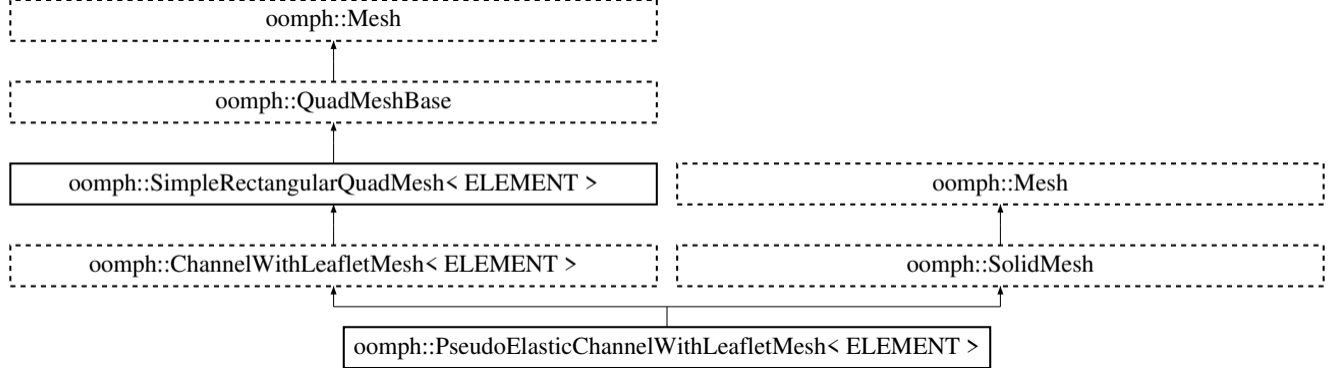 oomph::Mesh
oomph::QuadMeshBase
oomph::SimpleRectangularQuadMesh< ELEMENT >
oomph::Mesh
oomph::ChannelWithLeafletMesh< ELEMENT >
oomph::SolidMesh
oomph::PseudoElasticChannelWithLeafletMesh< ELEMENT >